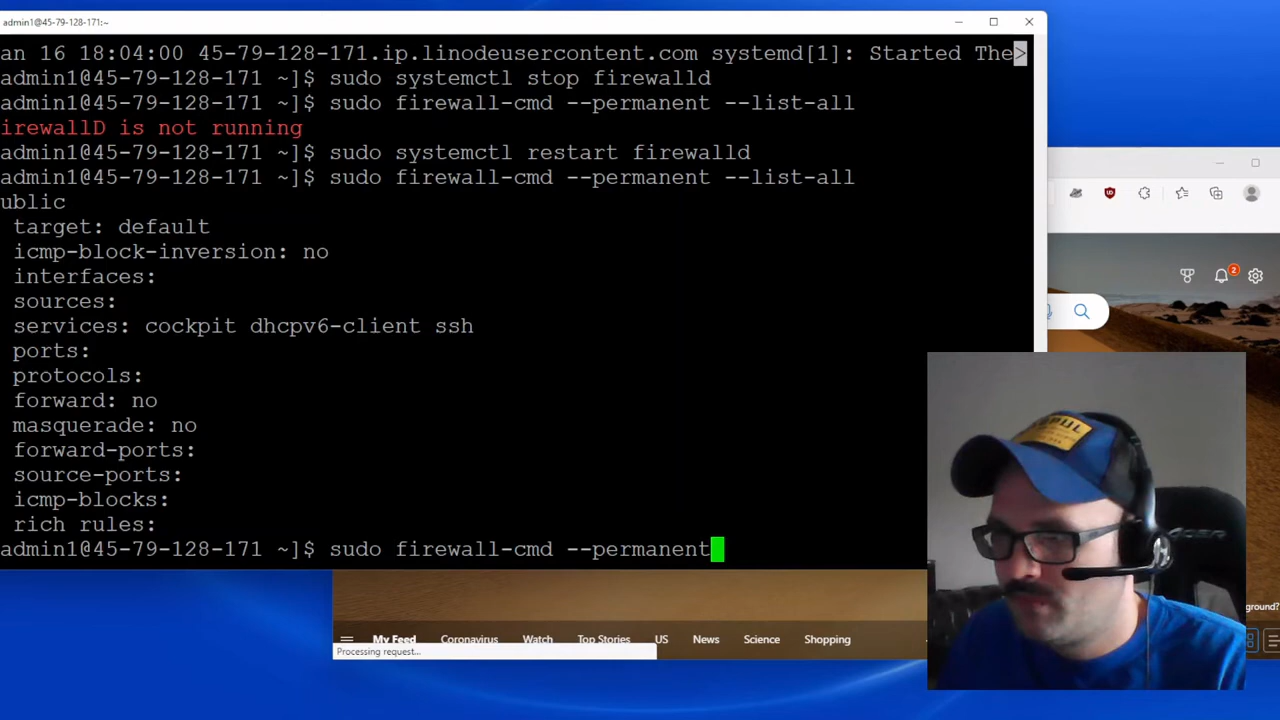 admin1@45-79-128-171:~
an 16 18:04:00 45-79-128-171.ip.linodeusercontent.com systemd[1]: Started The>
admin1@45-79-128-171 ~]$ sudo systemctl stop firewalld
admin1@45-79-128-171 ~]$ sudo firewall-cmd --permanent --list-all
irewallD is not running
admin1@45-79-128-171 ~]$ sudo systemctl restart firewalld
admin1@45-79-128-171 ~]$ sudo firewall-cmd --permanent --list-all
ublic
target: default
icmp-block-inversion: no
interfaces:
sources:
services: cockpit dhcpv6-client ssh
ports:
protocols:
forward: no
masquerade: no
forward-ports:
source-ports:
icmp-blocks:
rich rules:
admin1@45-79-128-171 ~]$ sudo firewall-cmd --permanent
2
ground?
My Feed Coronavirus Watch Top Stories US News Science Shopping
Processing request...